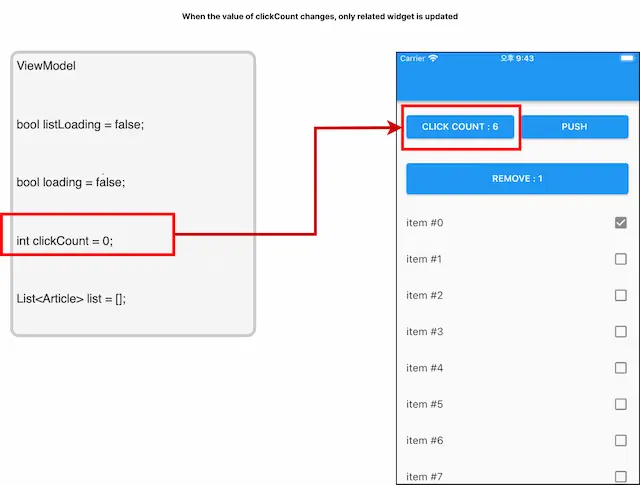 When the value of clickCount changes, only related widget is updated
ViewModel
bool listLoading = false;
bool loading = false;
int clickCount = 0;
List<Article> list = [];
Carrier 오후 9:43
CLICK COUNT : 6 PUSH
REMOVE : 1
item #0
item #1
item #2
item #3
item #4
item #5
item #6
item #7